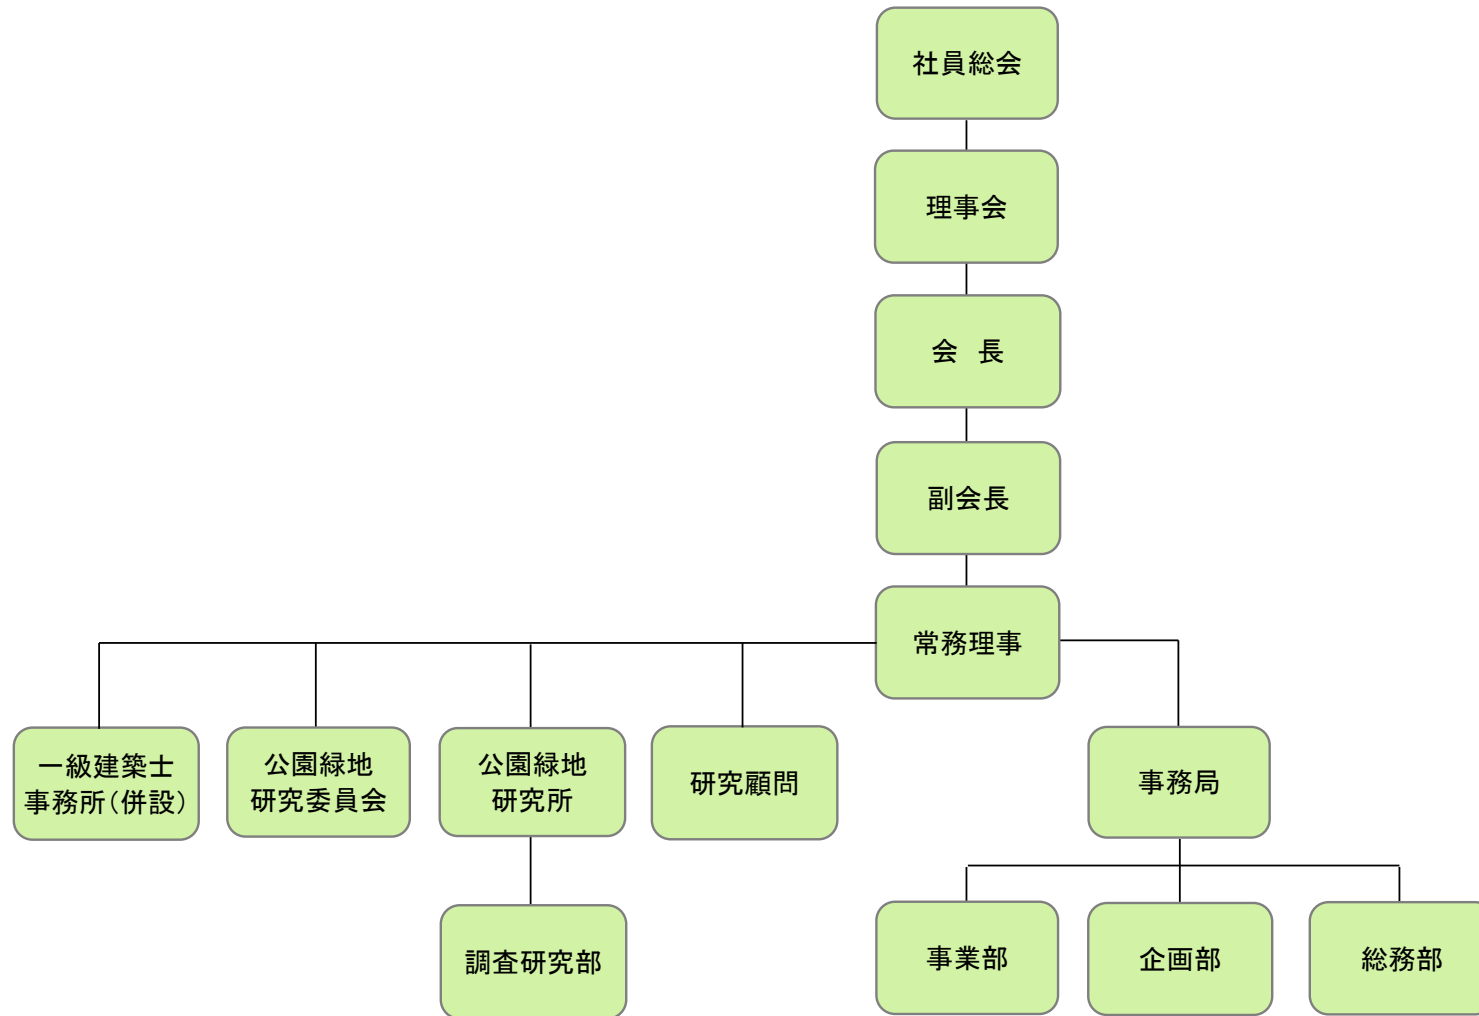 社員総会
理事会
会　長
副会長
常務理事
一級建築士
事務所（併設）
公園緑地
研究委員会
公園緑地
研究所
研究顧問
事務局
調査研究部
事業部
企画部
総務部